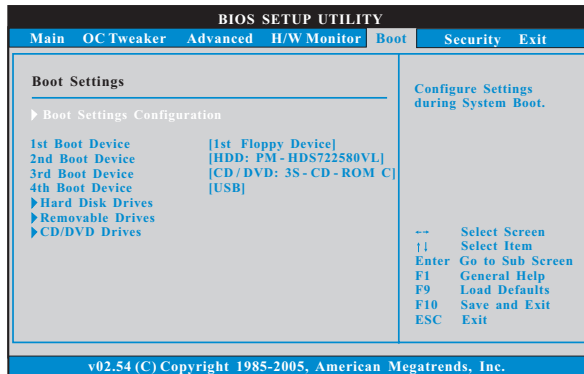 BIOS SETUP UTILITY
Main OC Tweaker Advanced H/W Monitor Boot Security Exit
Boot Settings
Boot Settings Configuration
1st Boot Device [1st Floppy Device]
2nd Boot Device [HDD: PM-HDS722580VL]
3rd Boot Device [CD/DVD: 3S-CD-ROM C]
4th Boot Device [USB]
Hard Disk Drives
Removable Drives
CD/DVD Drives
Configure Settings
during System Boot.
←→ Select Screen
↑↓ Select Item
Enter Go to Sub Screen
F1 General Help
F9 Load Defaults
F10 Save and Exit
ESC Exit
v02.54 (C) Copyright 1985-2005, American Megatrends, Inc.